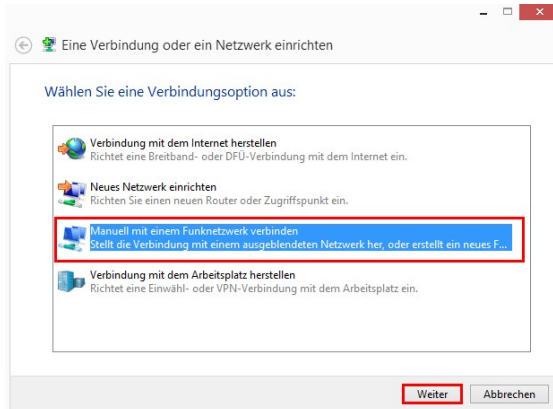 Eine Verbindung oder ein Netzwerk einrichten
Wählen Sie eine Verbindungsoption aus:
Verbindung mit dem Internet herstellen
Richtet eine Breitband- oder DFÜ-Verbindung mit dem Internet ein.
Neues Netzwerk einrichten
Richten Sie einen neuen Router oder Zugriffspunkt ein.
Manuell mit einem Funknetzwerk verbinden
Stellt die Verbindung mit einem ausgeblendeten Netzwerk her, oder erstellt ein neues F...
Verbindung mit dem Arbeitsplatz herstellen
Richtet eine Einwähl- oder VPN-Verbindung mit dem Arbeitsplatz ein.
Weiter Abbrechen